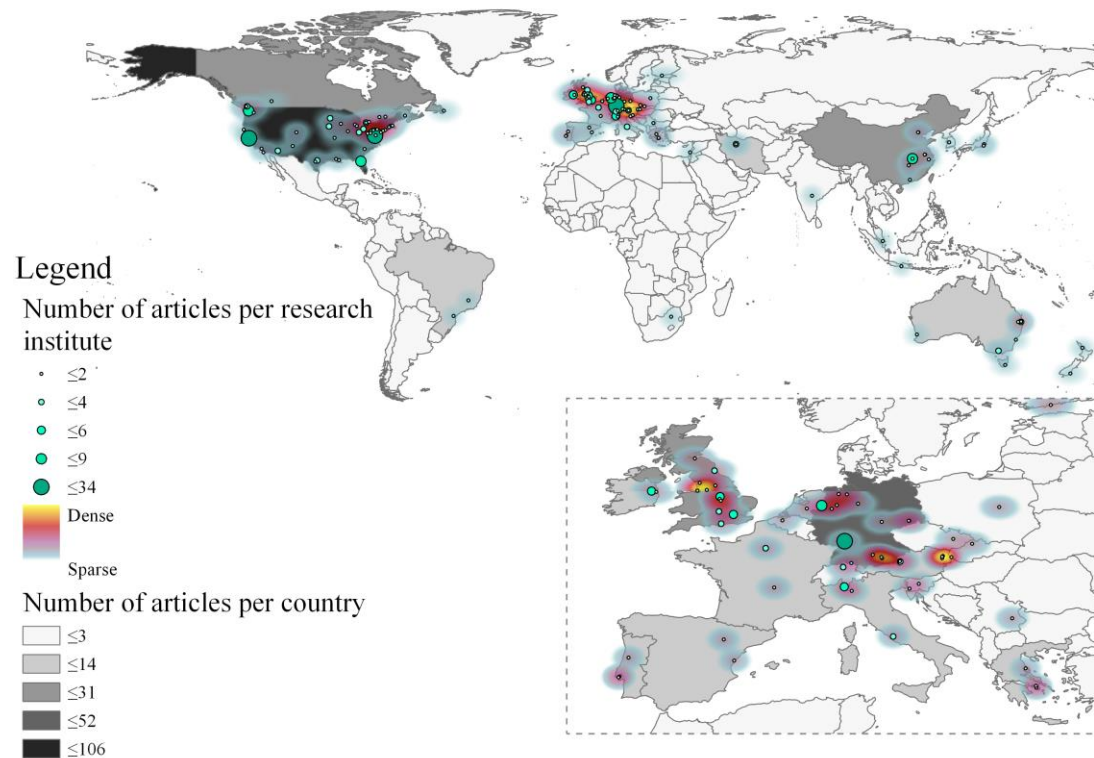 Legend
Number of articles per research
institute
≤2
≤4
≤6
≤9
≤34
Dense
Sparse
Number of articles per country
≤3
≤14
≤31
≤52
≤106